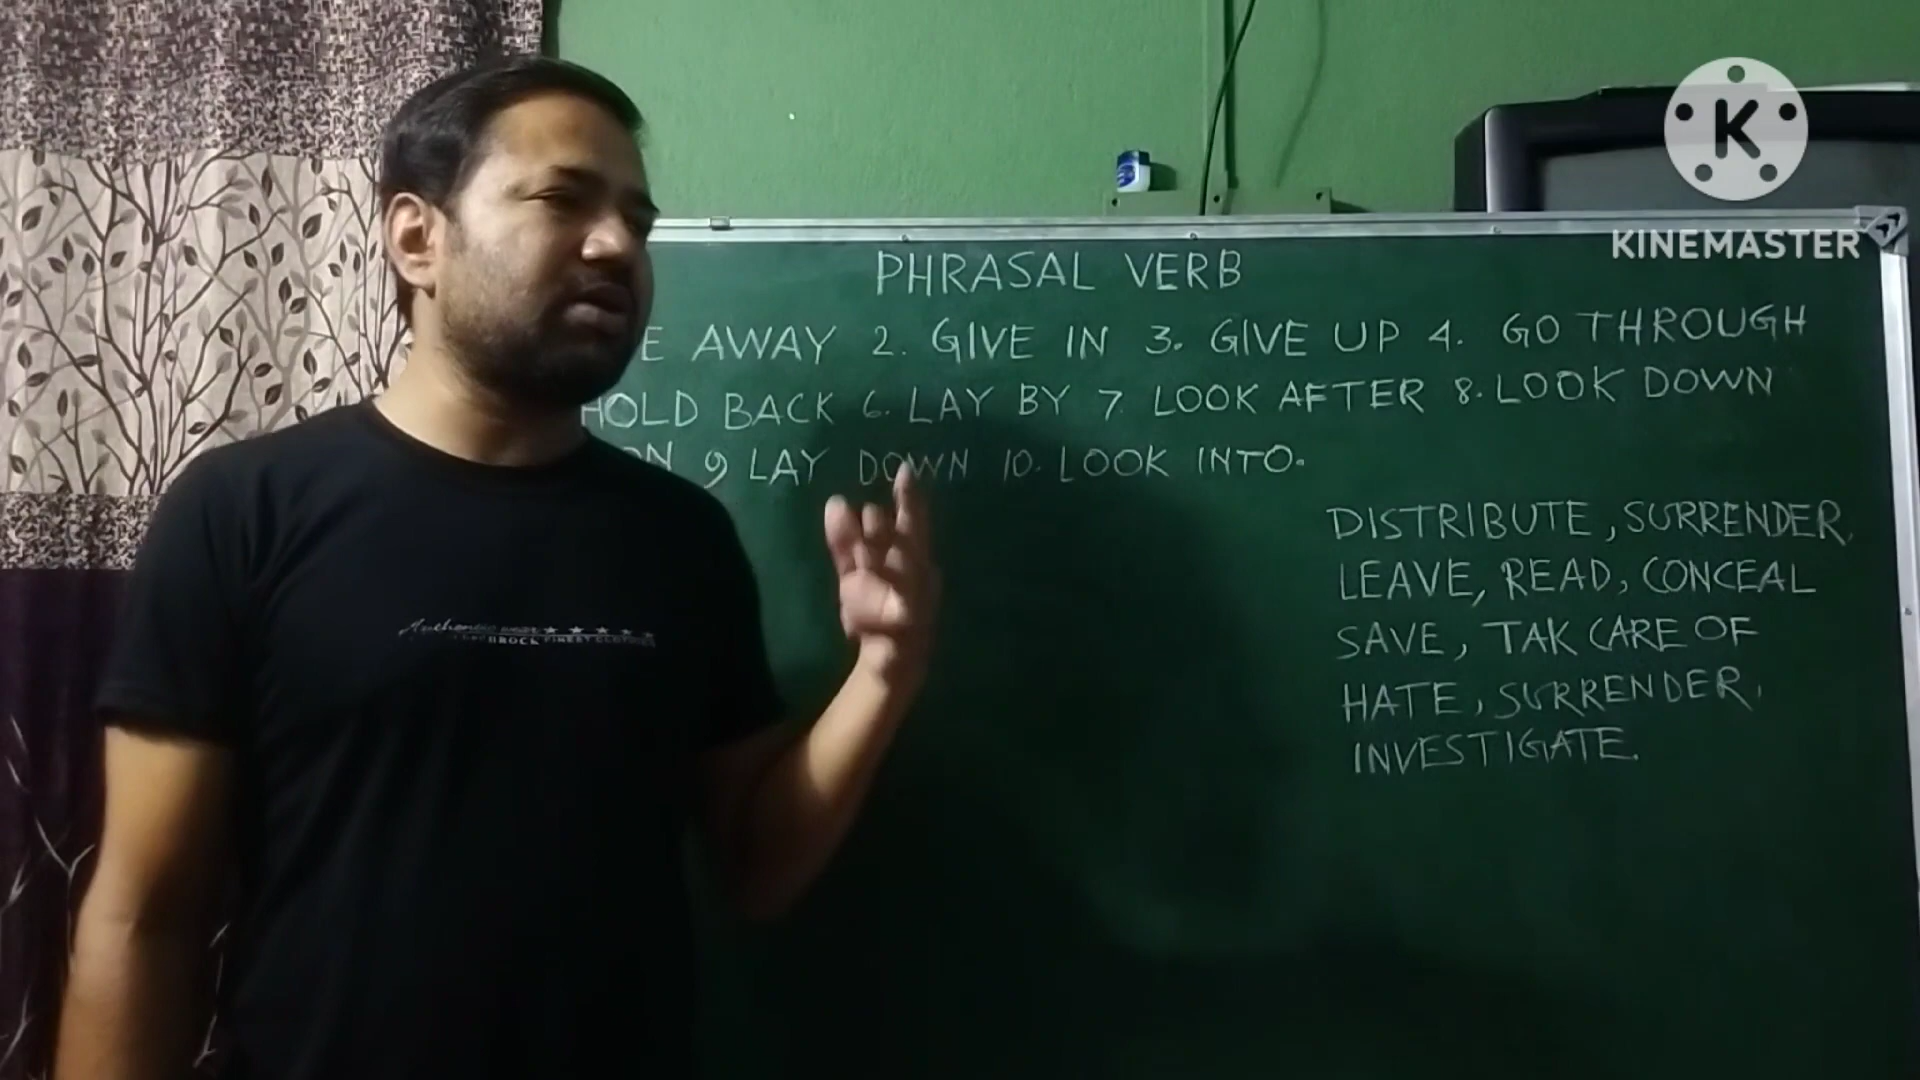 K
KINEMASTER
PHRASAL VERB
E AWAY 2. GIVE IN 3. GIVE UP 4. GO THROUGH
HOLD BACK 6. LAY BY 7. LOOK AFTER 8. LOOK DOWN
ON 9 LAY DOWN 10. LOOK INTO.
DISTRIBUTE, SURRENDER,
LEAVE, READ, CONCEAL
SAVE, TAK CARE OF
HATE, SURRENDER,
INVESTIGATE.